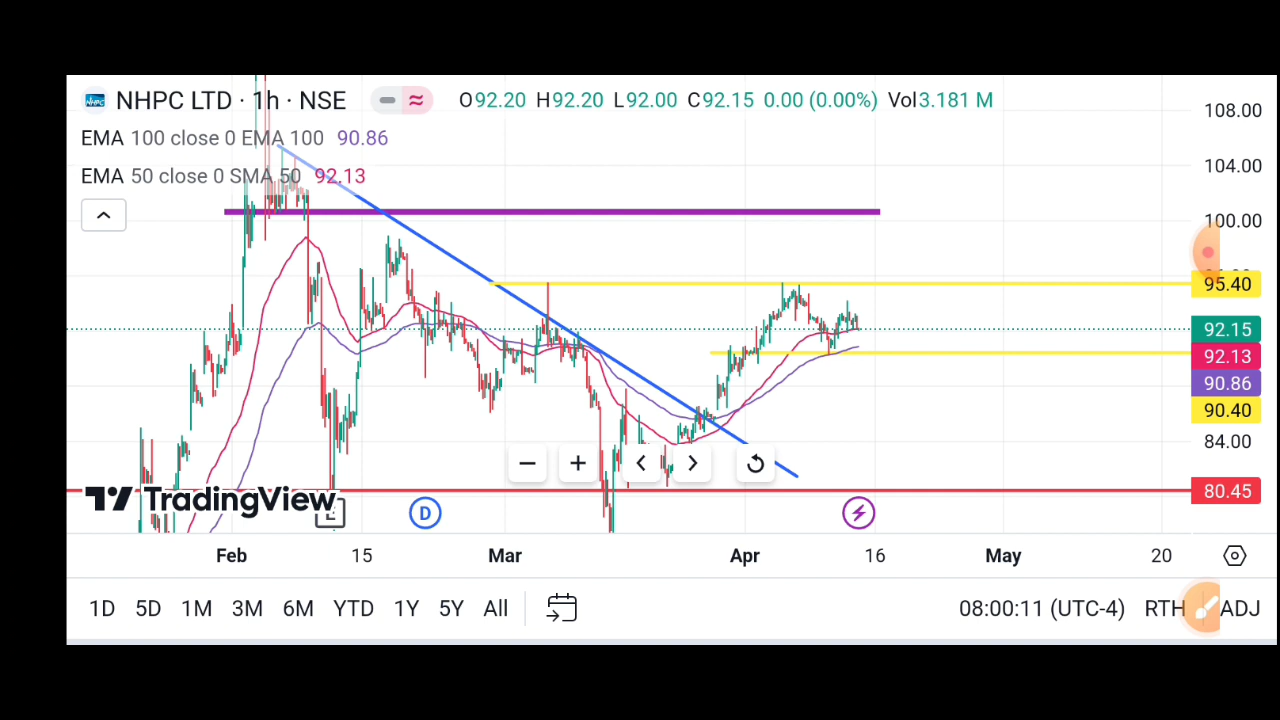 NHPC LTD · 1h · NSE O92.20 H92.20 L92.00 C92.15 0.00 (0.00%) Vol3.181 M
EMA 100 close 0 EMA 100 90.86
EMA 50 close 0 SMA 50 92.13
108.00
104.00
100.00
95.40
92.15
92.13
90.86
90.40
84.00
80.45
TradingView
E
D
Feb 15 Mar Apr 16 May 20
1D 5D 1M 3M 6M YTD 1Y 5Y All 08:00:11 (UTC-4) RTH ADJ